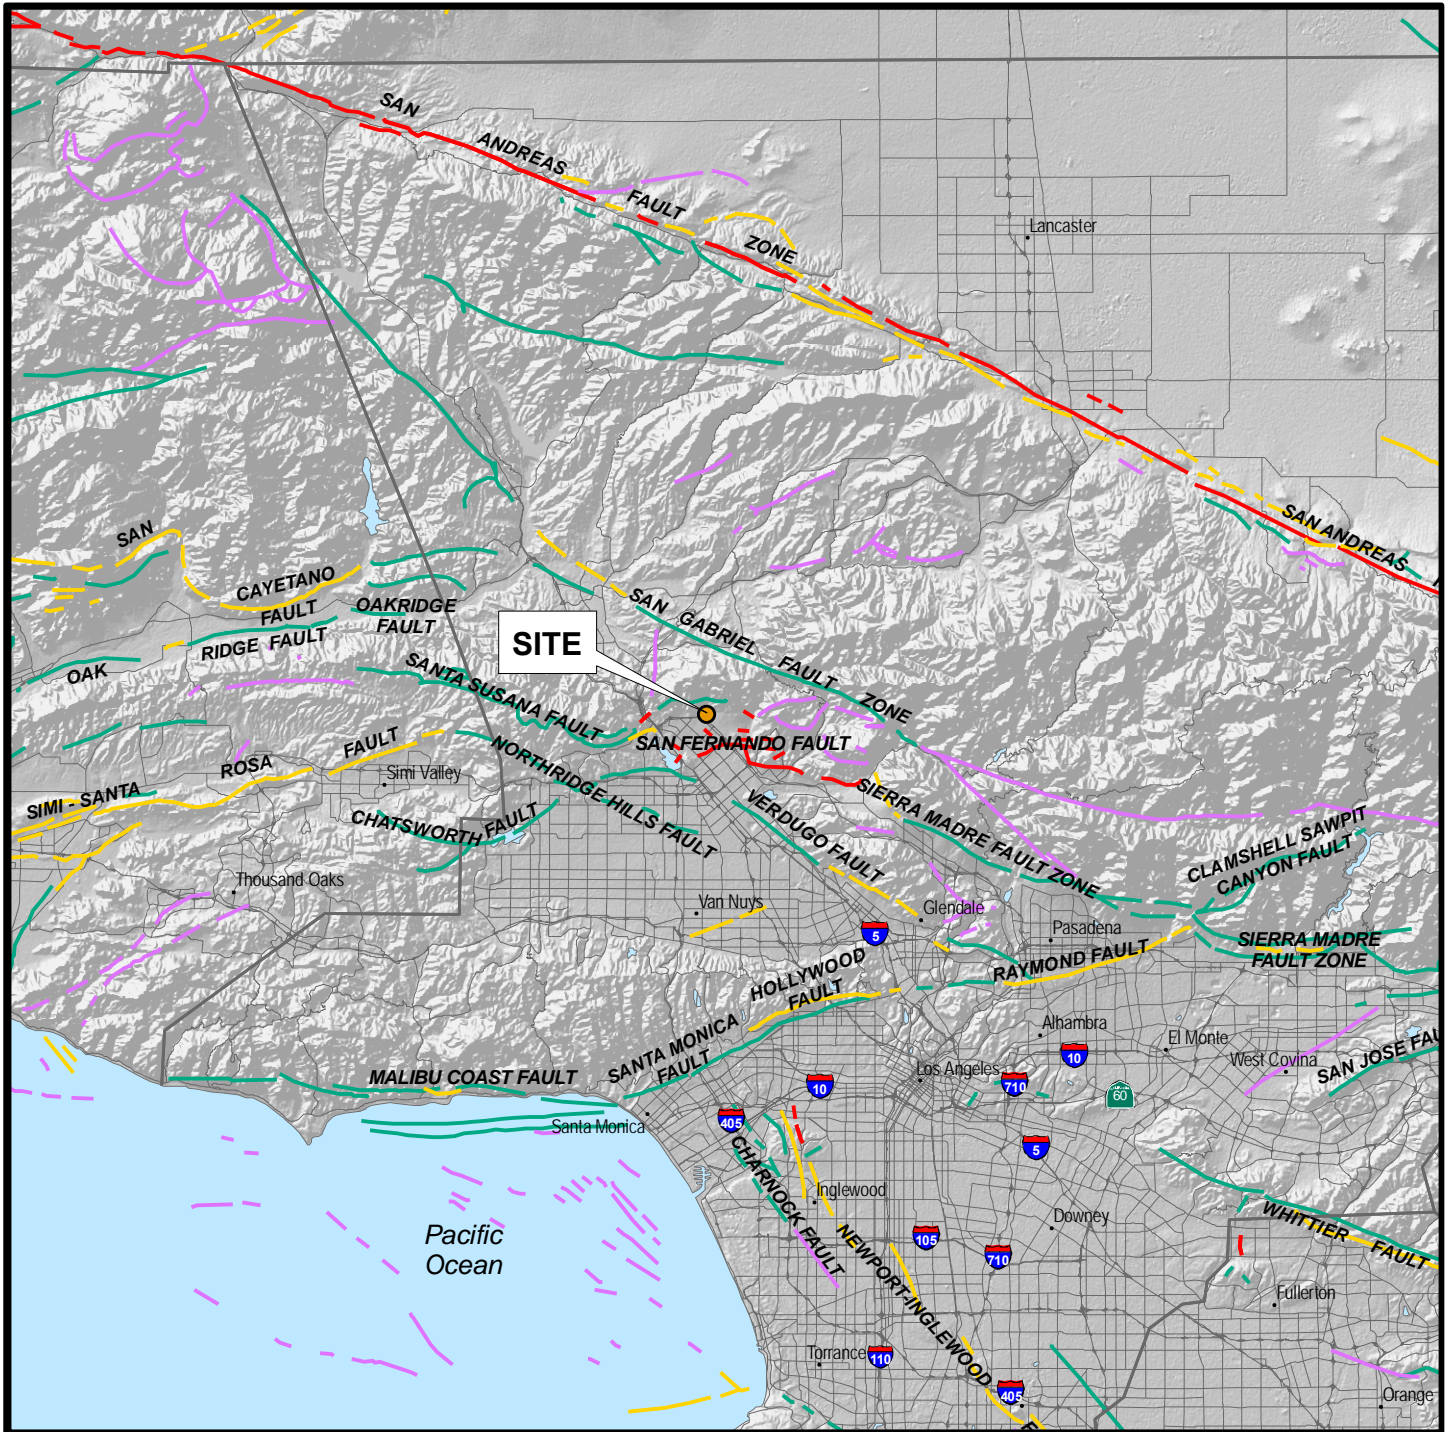 SAN
ANDREAS
FAULT
ZONE
Lancaster
SAN ANDREAS
SAN
CAYETANO
FAULT
OAKRIDGE
FAULT
OAK
RIDGE FAULT
SITE
SAN GABRIEL FAULT ZONE
SANTA SUSANA FAULT
SAN FERNANDO FAULT
SIMI - SANTA
ROSA
FAULT
Simi Valley
NORTHRIDGE HILLS FAULT
CHATSWORTH FAULT
VERDUGO FAULT
SIERRA MADRE FAULT ZONE
CLAMSHELL SAWPIT
CANYON FAULT
Thousand Oaks
Van Nuys
Glendale
5
Pasadena
SIERRA MADRE
FAULT ZONE
RAYMOND FAULT
HOLLYWOOD
FAULT
SANTA MONICA
FAULT
Alhambra
El Monte
10
West Covina
SAN JOSE FAU
MALIBU COAST FAULT
Los Angeles
10
710
60
Santa Monica
405
5
CHARNOCK FAULT
Inglewood
Downey
WHITTIER FAULT
Pacific
Ocean
105
710
NEWPORT-INGLEWOOD
Fullerton
Torrance
110
405
Orange